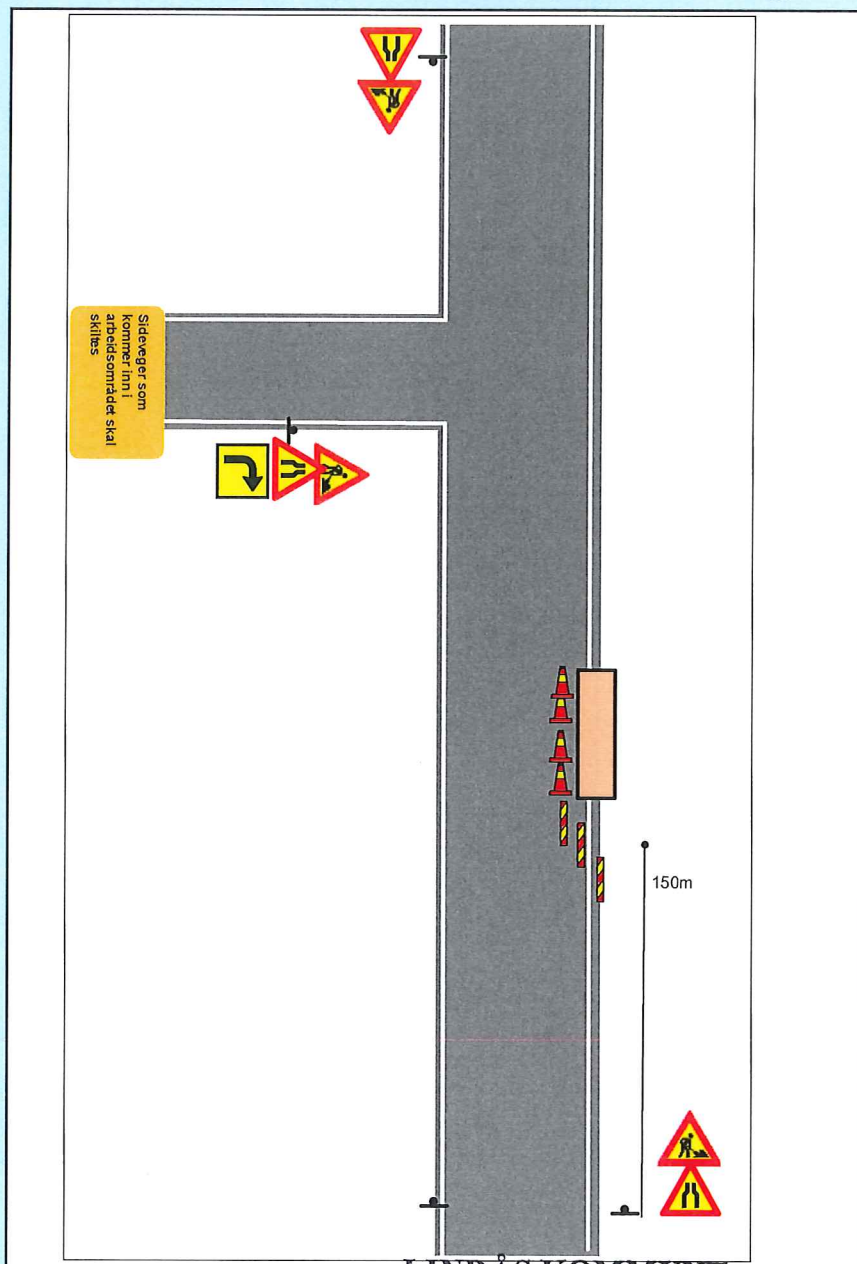 Sideveger som
kommer inn i
arbeidsområdet skal
skiltes
150m